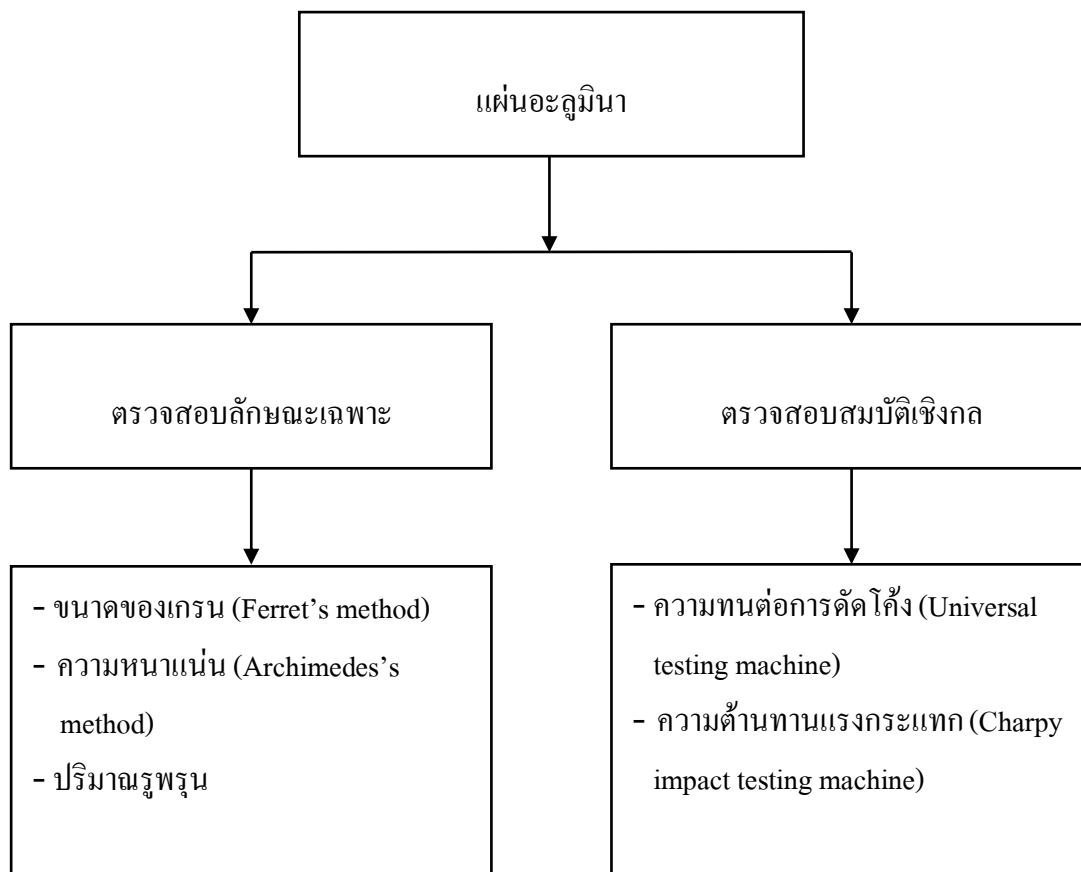 แผ่นอะลูมินา
ตรวจสอบลักษณะเฉพาะ
ตรวจสอบสมบัติเชิงกล
- ขนาดของเกรน (Ferret’s method)
- ความหนาแน่น (Archimedes’s
method)
- ปริมาณรูพรุน
- ความทนต่อการดัดโค้ง (Universal
testing machine)
- ความต้านทานแรงกระแทก (Charpy
impact testing machine)